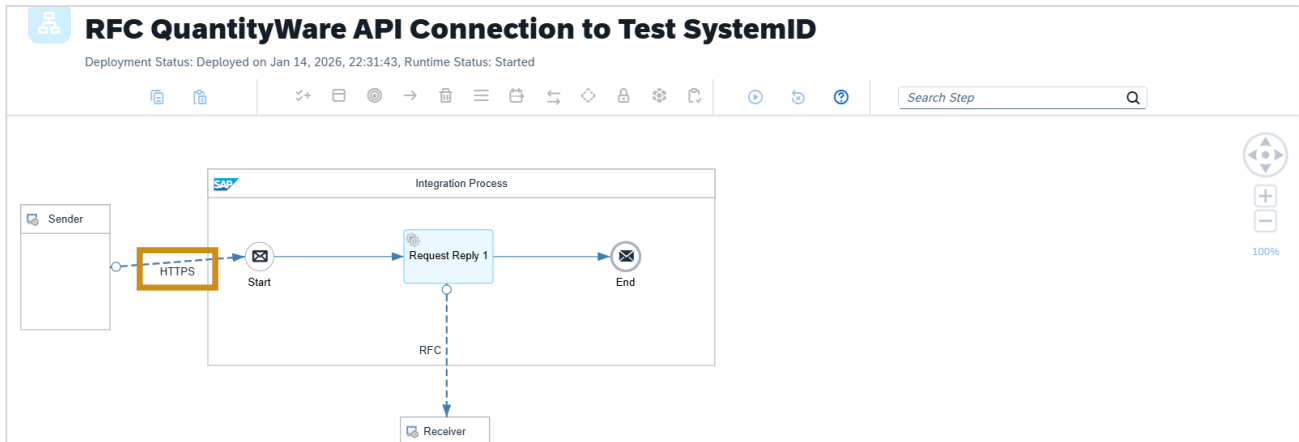 RFC QuantityWare API Connection to Test SystemID
Deployment Status: Deployed on Jan 14, 2026, 22:31:43, Runtime Status: Started
Search Step
SAP
Integration Process
Sender
Request Reply 1
HTTPS
Start
End
100%
RFC
Receiver